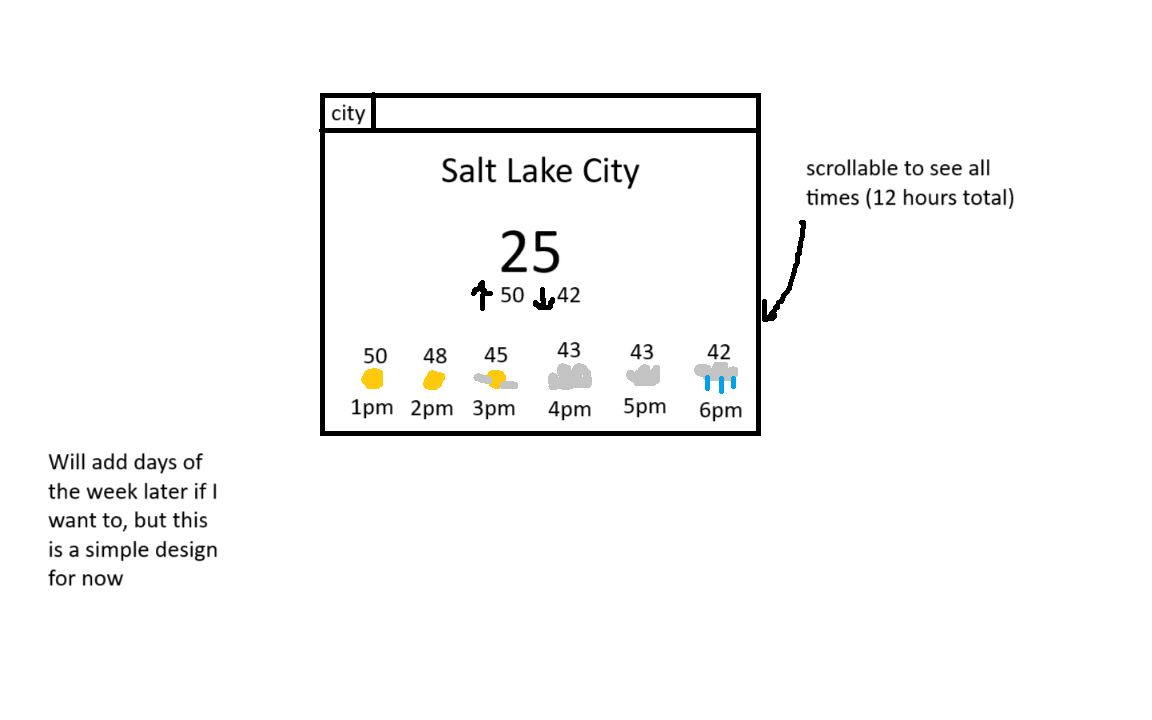 city
Salt Lake City
scrollable to see all
times (12 hours total)
25
50 42
50 48 45 43 43 42
1pm 2pm 3pm 4pm 5pm 6pm
Will add days of
the week later if I
want to, but this
is a simple design
for now